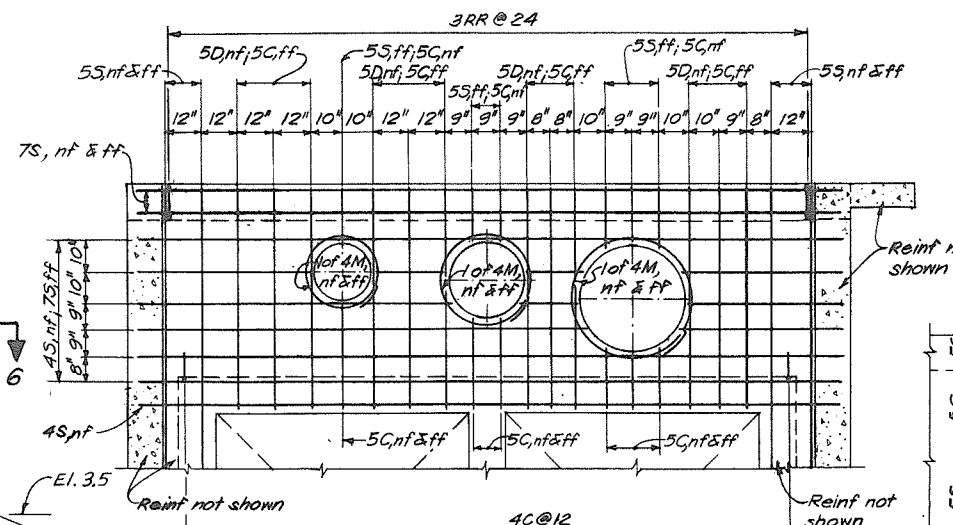 3RR @ 24
5S,ff;5C,nf
5S,ff;5C,nf
5D,nf;5C,ff
5S,nf&ff
5D,nf;5C,ff
5D,nf;5C,ff
5D,nf;5C,ff
5S,nf&ff
5S,ff;5C,nf
12" 12" 12" 12" 10" 10" 12" 12" 9" 9" 9" 8" 8" 10" 9" 9" 10" 10" 9" 8" 12"
7S, nf & ff
Reinf n
shown
1 of 4M,
nf&ff
1 of 4M,
nf & ff
1 of 4M,
nf & ff
4S,nf;7S,ff
8" 9" 9" 10" 10"
6
4S,nf
5C,nf&ff
5C,nf&ff
5C,nf&ff
El. 3.5
Reinf not shown
Reinf not
shown
4C@12